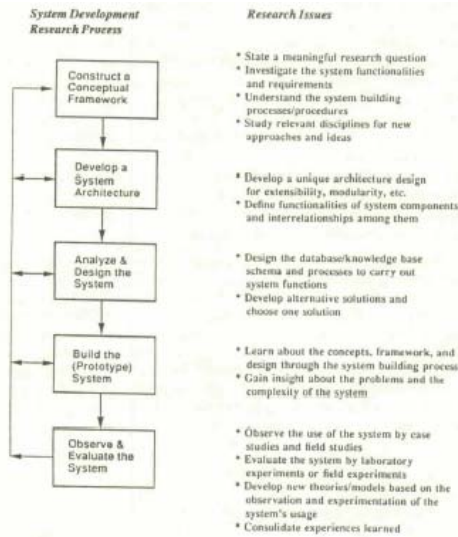 System Development
Research Process
Research Issues
Construct a
Conceptual
Framework
* State a meaningful research question
* Investigate the system functionalities
and requirements
* Understand the system building
processes/procedures
* Study relevant disciplines for new
approaches and ideas
Develop a
System
Architecture
* Develop a unique architecture design
for extensibility, modularity, etc.
* Define functionalities of system components
and interrelationships among them
Analyze &
Design the
System
* Design the database/knowledge base
schema and processes to carry out
system functions
* Develop alternative solutions and
choose one solution
Build the
(Prototype)
System
* Learn about the concepts, framework, and
design through the system building process
* Gain insight about the problems and the
complexity of the system
Observe &
Evaluate the
System
* Observe the use of the system by case
studies and field studies
* Evaluate the system by laboratory
experiments or field experiments
* Develop new theories/models based on the
observation and experimentation of the
system's usage
* Consolidate experiences learned